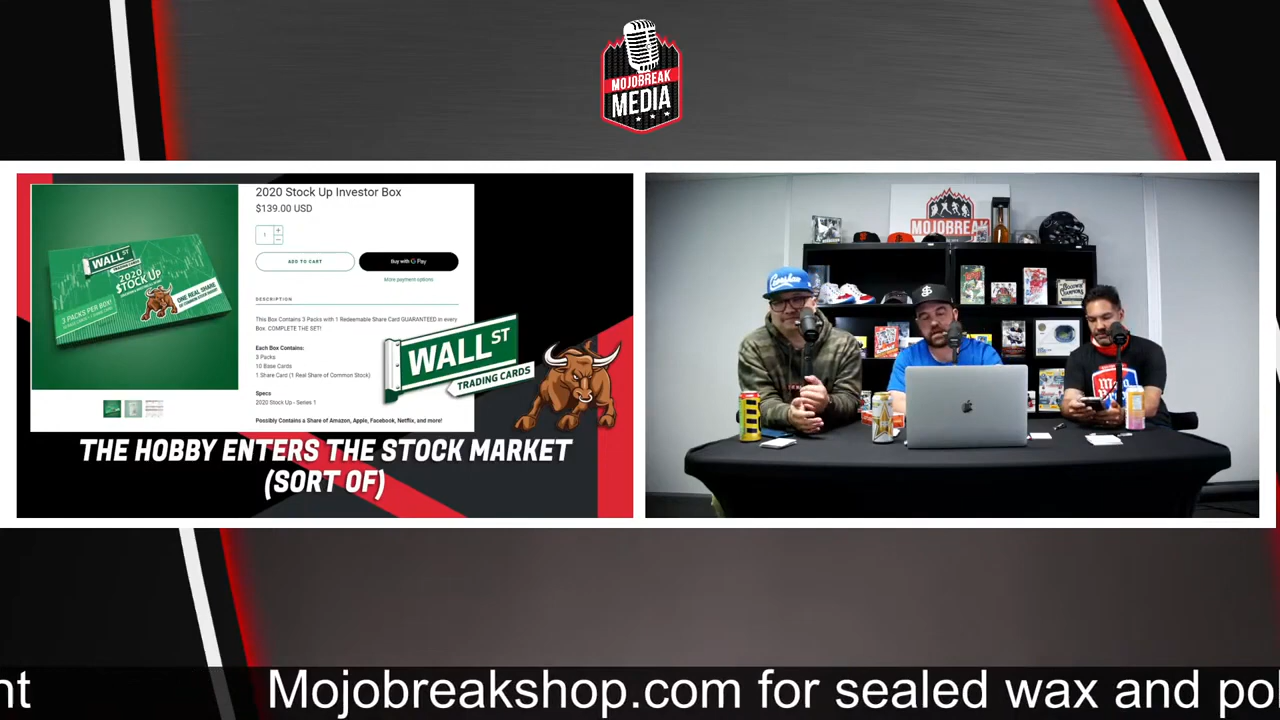 MOJOBREAK
MEDIA
2020 Stock Up Investor Box
$139.00 USD
1
+
−
ADD TO CART
Buy with G Pay
More payment options
DESCRIPTION
This Box Contains 3 Packs with 1 Redeemable Share Card GUARANTEED in every
Box. COMPLETE THE SET!
Each Box Contains:
3 Packs
10 Base Cards
1 Share Card (1 Real Share of Common Stock)
Specs
2020 Stock Up - Series 1
Possibly Contains a Share of Amazon, Apple, Facebook, Netflix, and more!
WALL ST
2020
$TOCK UP
3 PACKS PER BOX!
ONE REAL SHARE
WALL ST
TRADING CARDS
THE HOBBY ENTERS THE STOCK MARKET
(SORT OF)
MOJOBREAK
GOODWIN
CHAMPIONS
nt Mojobreakshop.com for sealed wax and po